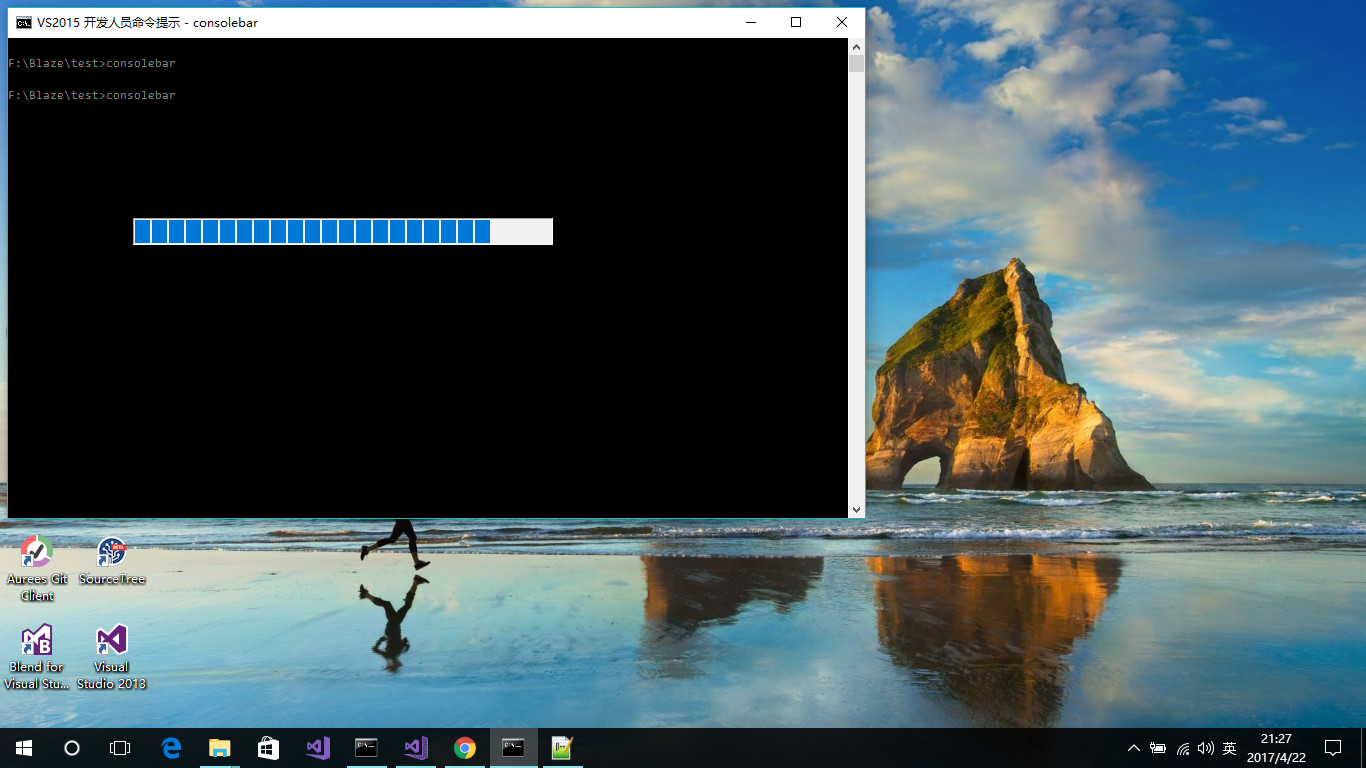 VS2015 开发人员命令提示 - consolebar
F:\Blaze\test>consolebar
F:\Blaze\test>consolebar
Aurees Git
Client
SourceTree
Blend for
Visual Stu...
Visual
Studio 2013
英
21:27
2017/4/22